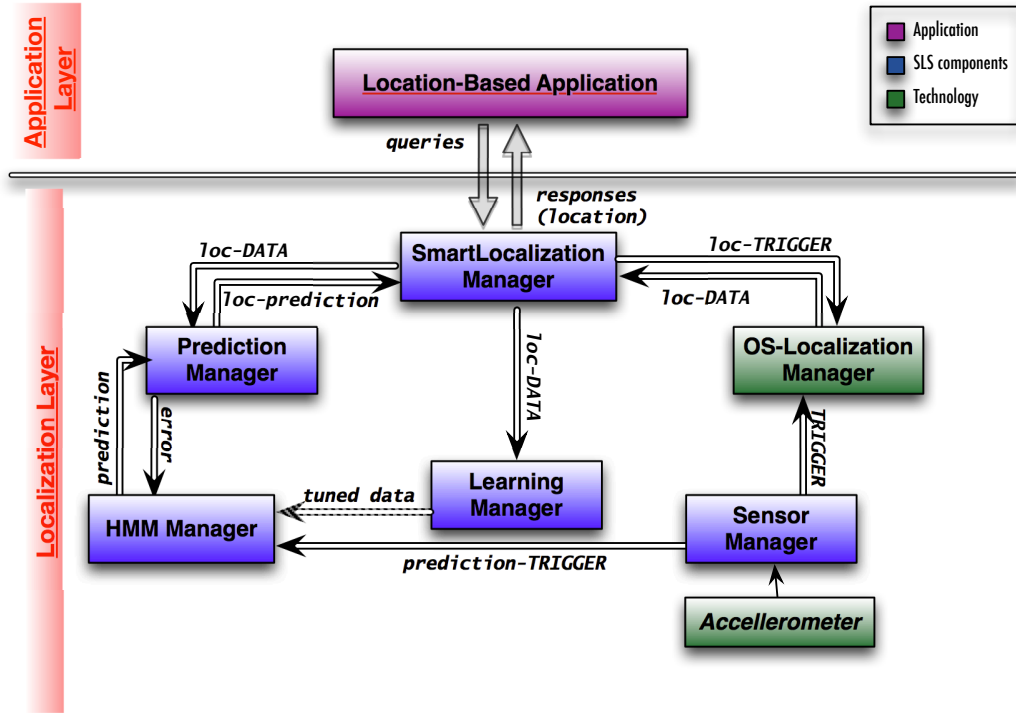 Application
Layer
Location-Based Application
Application
SLS components
Technology
queries
responses
(location)
Localization Layer
loc-DATA
SmartLocalization
Manager
loc-TRIGGER
loc-prediction
loc-DATA
Prediction
Manager
loc-DATA
OS-Localization
Manager
prediction
error
TRIGGER
tuned data
Learning
Manager
HMM Manager
Sensor
Manager
prediction-TRIGGER
Accellerometer